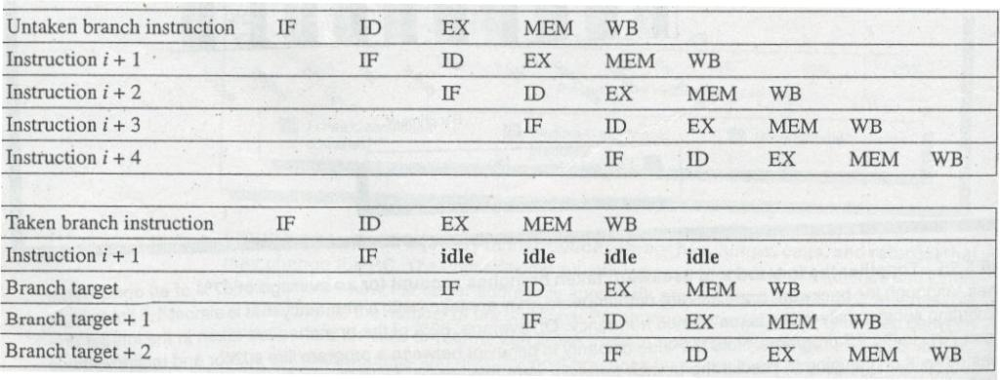 Untaken branch instruction IF ID EX MEM WB
Instruction i + 1 IF ID EX MEM WB
Instruction i + 2 IF ID EX MEM WB
Instruction i + 3 IF ID EX MEM WB
Instruction i + 4 IF ID EX MEM WB
Taken branch instruction IF ID EX MEM WB
Instruction i + 1 IF idle idle idle idle
Branch target IF ID EX MEM WB
Branch target + 1 IF ID EX MEM WB
Branch target + 2 IF ID EX MEM WB